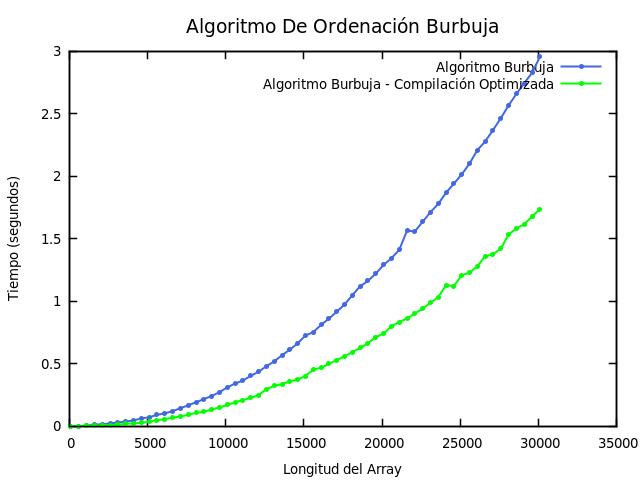 Algoritmo De Ordenación Burbuja
Algoritmo Burbuja
Algoritmo Burbuja - Compilación Optimizada
Tiempo (segundos)
3
2.5
2
1.5
1
0.5
0
0 5000 10000 15000 20000 25000 30000 35000
Longitud del Array